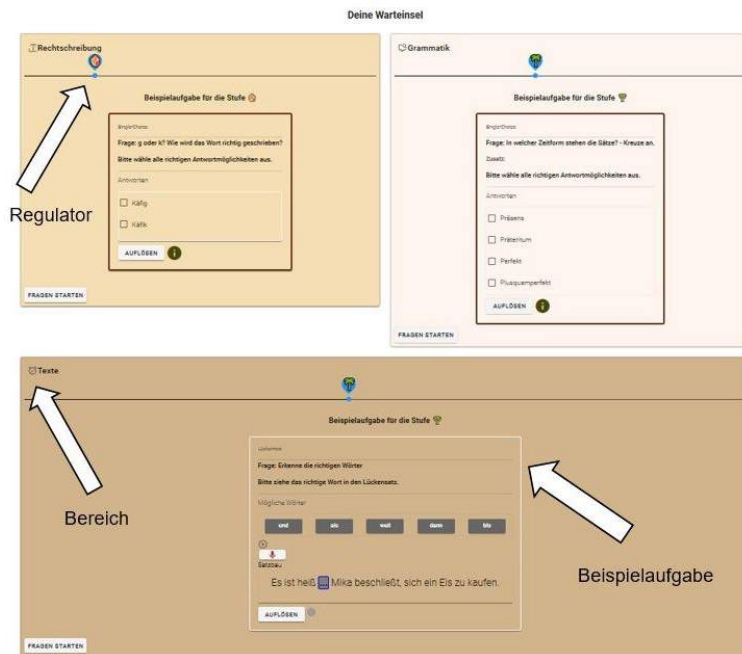 Deine Warteinsel
Rechtschreibung
Beispielaufgabe für die Stufe
SingleChoice
Frage: g oder k? Wie wird das Wort richtig geschrieben?
Bitte wähle alle richtigen Antwortmöglichkeiten aus.
Antworten
Käfig
Käfik
AUFLÖSEN
FRAGEN STARTEN
Regulator
Grammatik
Beispielaufgabe für die Stufe
SingleChoice
Frage: In welcher Zeitform stehen die Sätze? - Kreuze an.
Zusatz:
Bitte wähle alle richtigen Antwortmöglichkeiten aus.
Antworten
Präsens
Präteritum
Perfekt
Plusquamperfekt
AUFLÖSEN
FRAGEN STARTEN
Texte
Beispielaufgabe für die Stufe
Lückentext
Frage: Erkenne die richtigen Wörter
Bitte ziehe das richtige Wort in den Lückensatz.
Mögliche Wörter
und als weil denn bis
Satzbau
Es ist heiß ... Mika beschließt, sich ein Eis zu kaufen.
AUFLÖSEN
FRAGEN STARTEN
Bereich
Beispielaufgabe